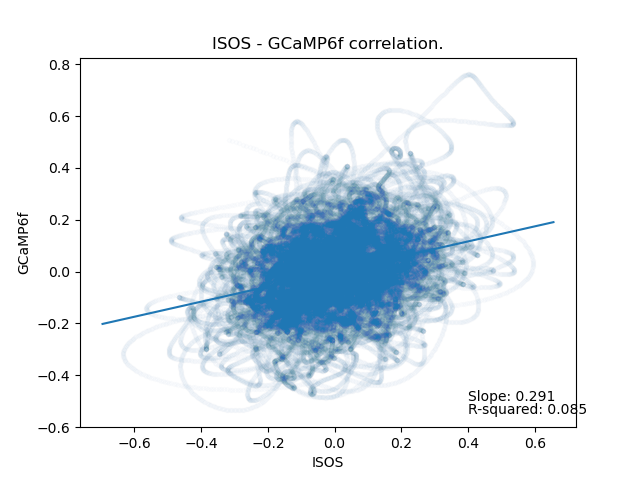 ISOS - GCaMP6f correlation.
GCaMP6f
0.8
0.6
0.4
0.2
0.0
−0.2
−0.4
−0.6
Slope: 0.291
R-squared: 0.085
−0.6 −0.4 −0.2 0.0 0.2 0.4 0.6
ISOS